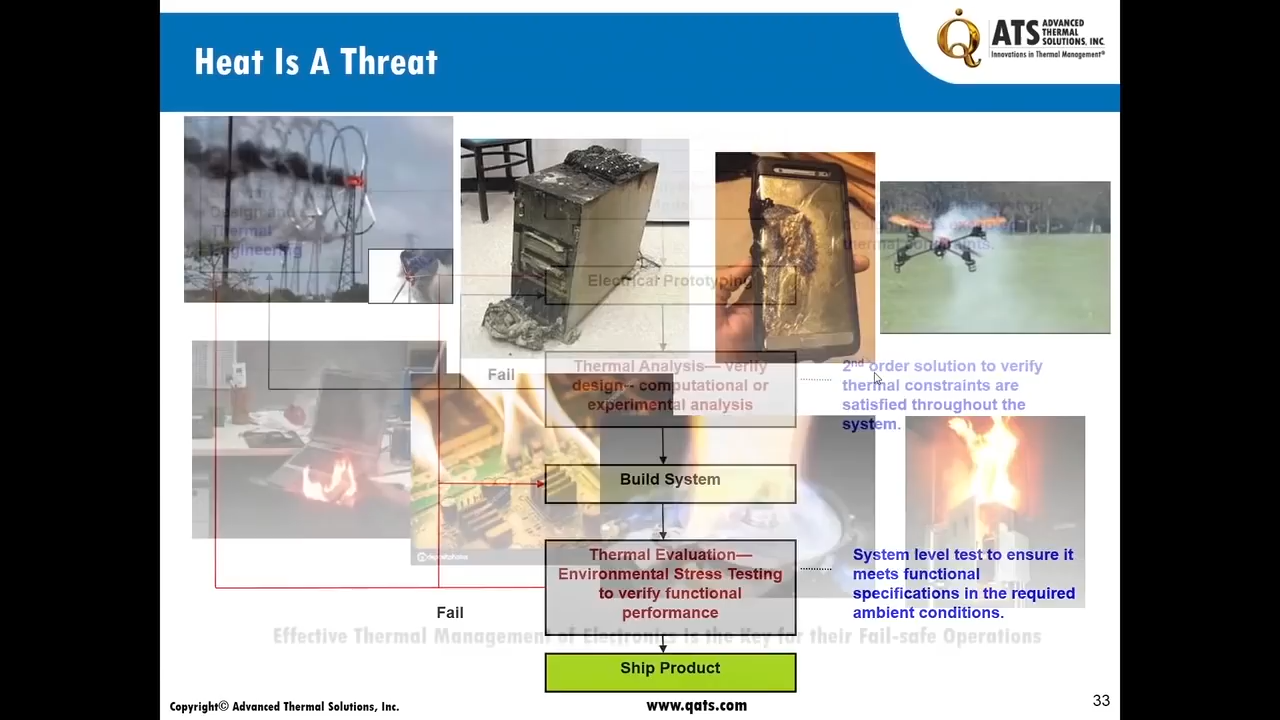 Heat Is A Threat
ATS ADVANCED
THERMAL
SOLUTIONS, INC.
Innovations in Thermal Management®
Design and
Thermal
Engineering
thermal constraints.
Electrical Prototyping
Fail
Thermal Analysis— verify
design-- computational or
experimental analysis
2nd order solution to verify
thermal constraints are
satisfied throughout the
system.
Build System
depositphotos
Thermal Evaluation—
Environmental Stress Testing
to verify functional
performance
System level test to ensure it
meets functional
specifications in the required
ambient conditions.
Fail
Effective Thermal Management of Electronics Is the Key for their Fail-safe Operations
Ship Product
Copyright© Advanced Thermal Solutions, Inc.
www.qats.com
33